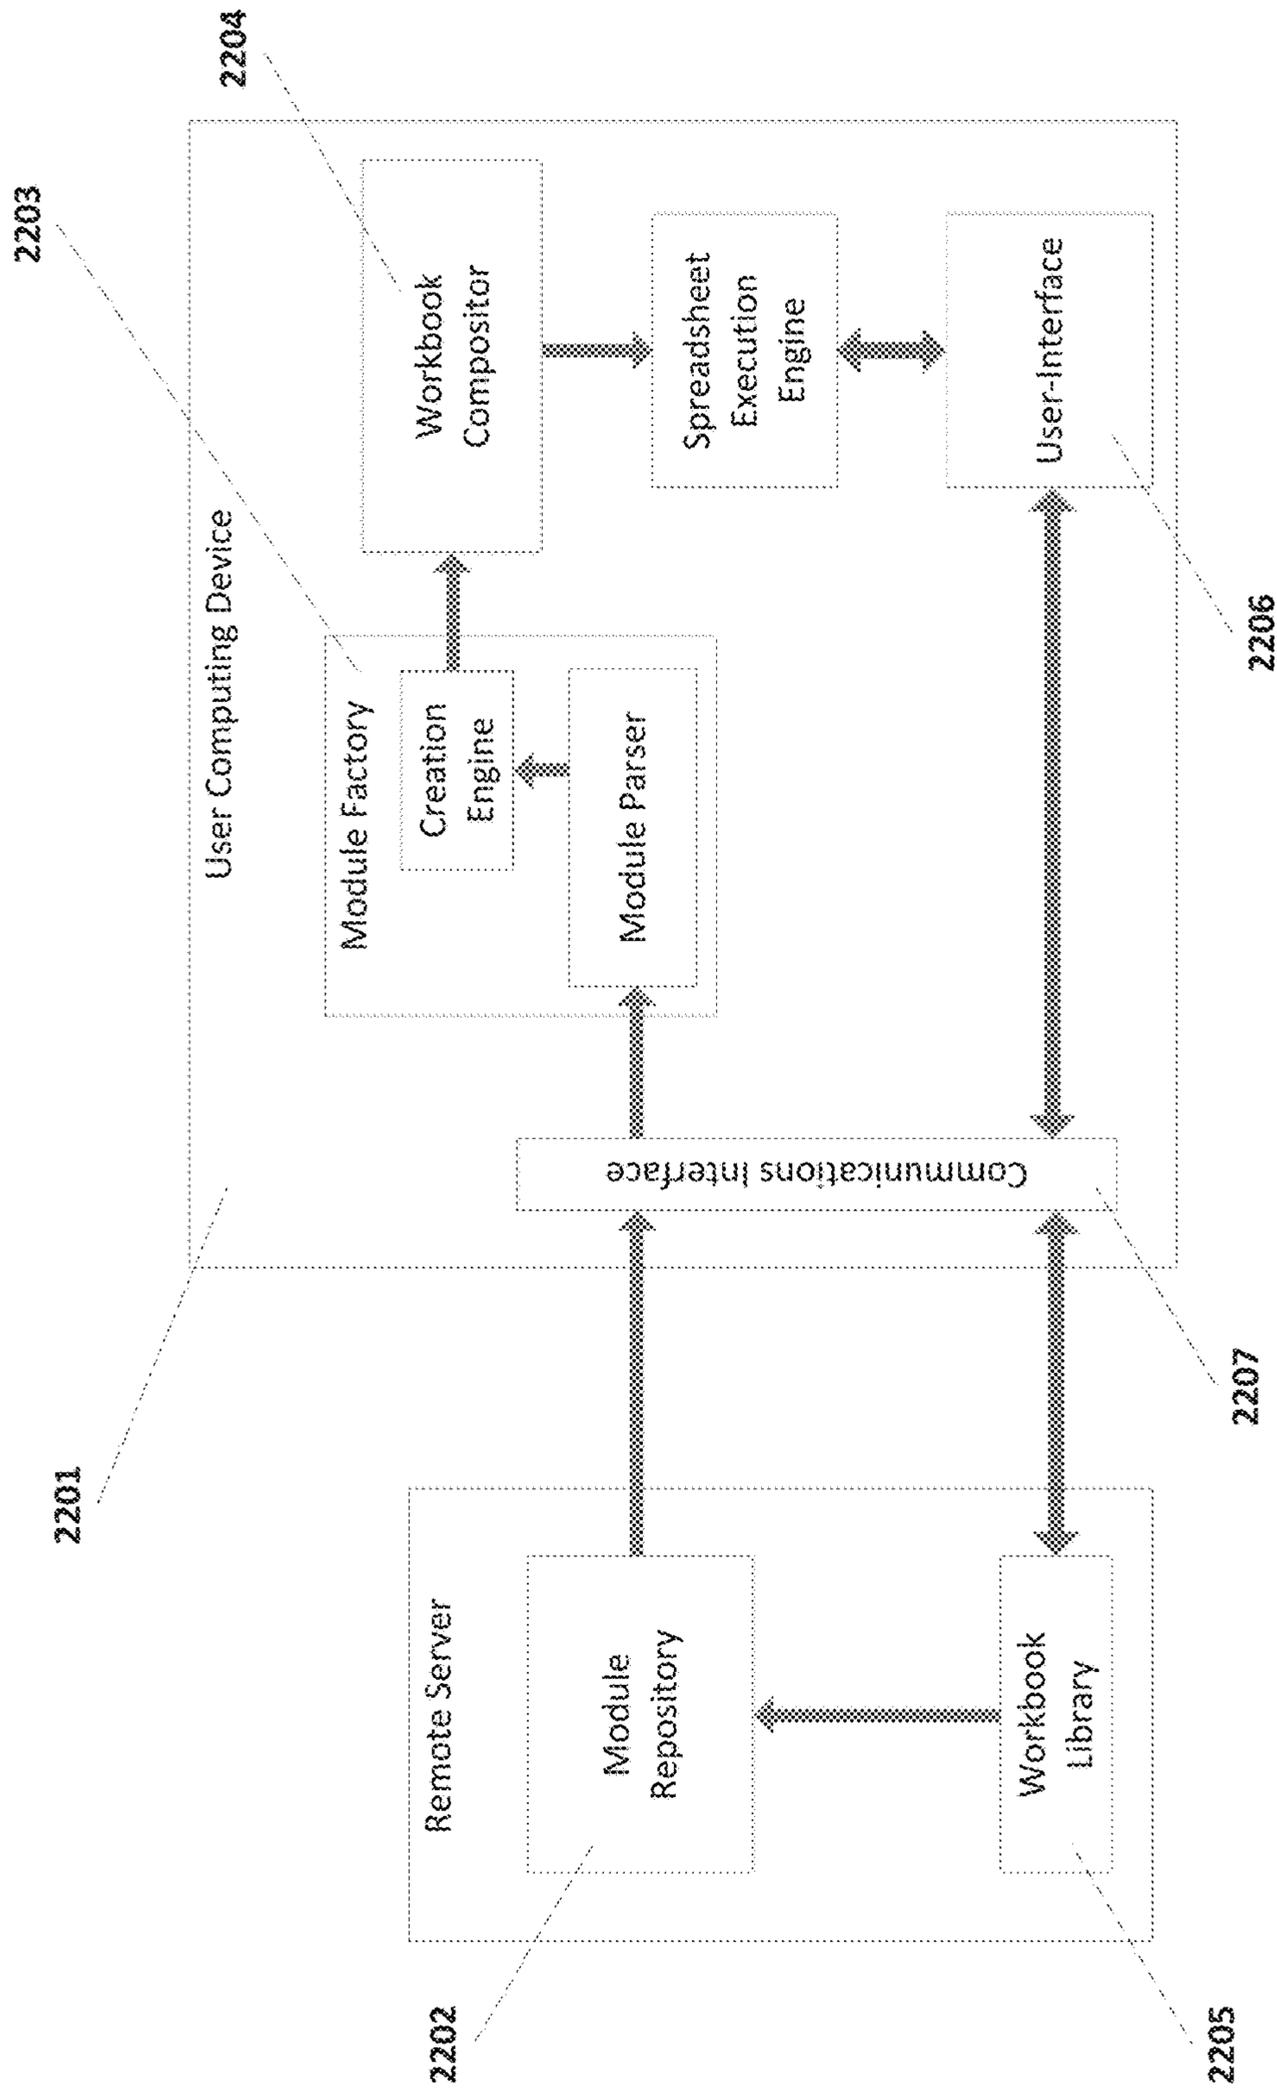 2201
2203
2204
User Computing Device
Module Factory
Creation
Engine
Module Parser
Workbook
Compositor
Spreadsheet
Execution
Engine
User-Interface
2206
Communications Interface
2207
Remote Server
Module
Repository
2202
Workbook
Library
2205